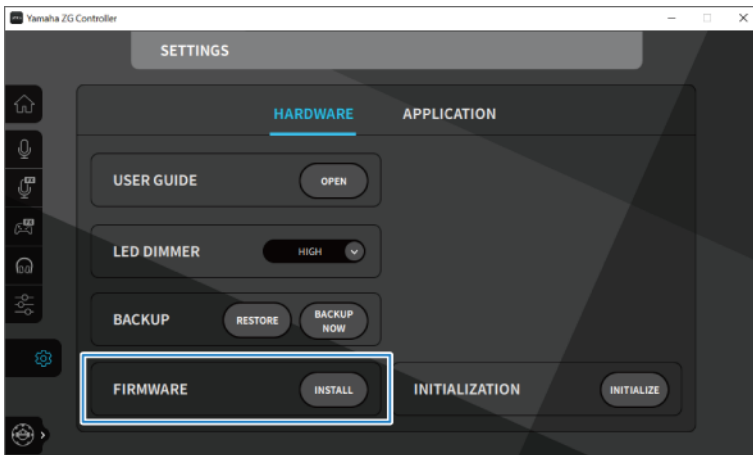 Yamaha ZG Controller
SETTINGS
HARDWARE APPLICATION
USER GUIDE OPEN
LED DIMMER HIGH
BACKUP RESTORE BACKUP NOW
FIRMWARE INSTALL INITIALIZATION INITIALIZE